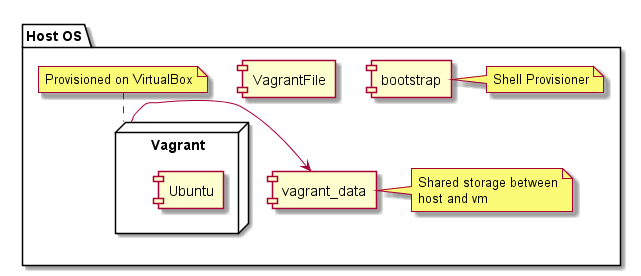 Host OS
Provisioned on VirtualBox
VagrantFile
bootstrap
Shell Provisioner
Vagrant
Ubuntu
vagrant_data
Shared storage between
host and vm